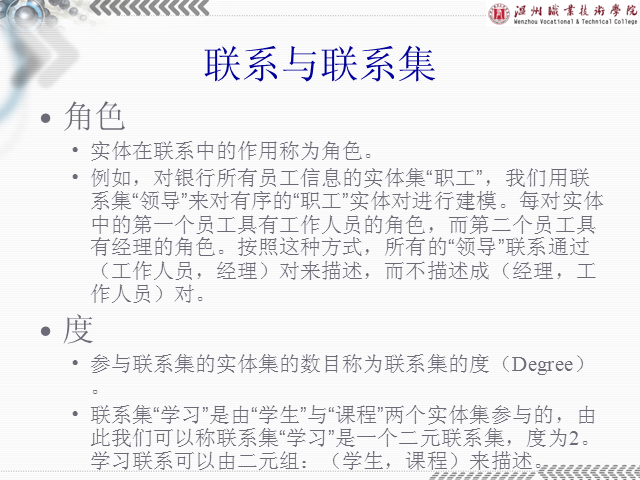 温州职业技术学院
Wenzhou Vocational & Technical College
联系与联系集
• 角色
• 实体在联系中的作用称为角色。
• 例如，对银行所有员工信息的实体集“职工”，我们用联
系集“领导”来对有序的“职工”实体对进行建模。每对实体
中的第一个员工具有工作人员的角色，而第二个员工具
有经理的角色。按照这种方式，所有的“领导”联系通过
（工作人员，经理）对来描述，而不描述成（经理，工
作人员）对。
• 度
• 参与联系集的实体集的数目称为联系集的度（Degree）
。
• 联系集“学习”是由“学生”与“课程”两个实体集参与的，由
此我们可以称联系集“学习”是一个二元联系集，度为2。
学习联系可以由二元组：（学生，课程）来描述。